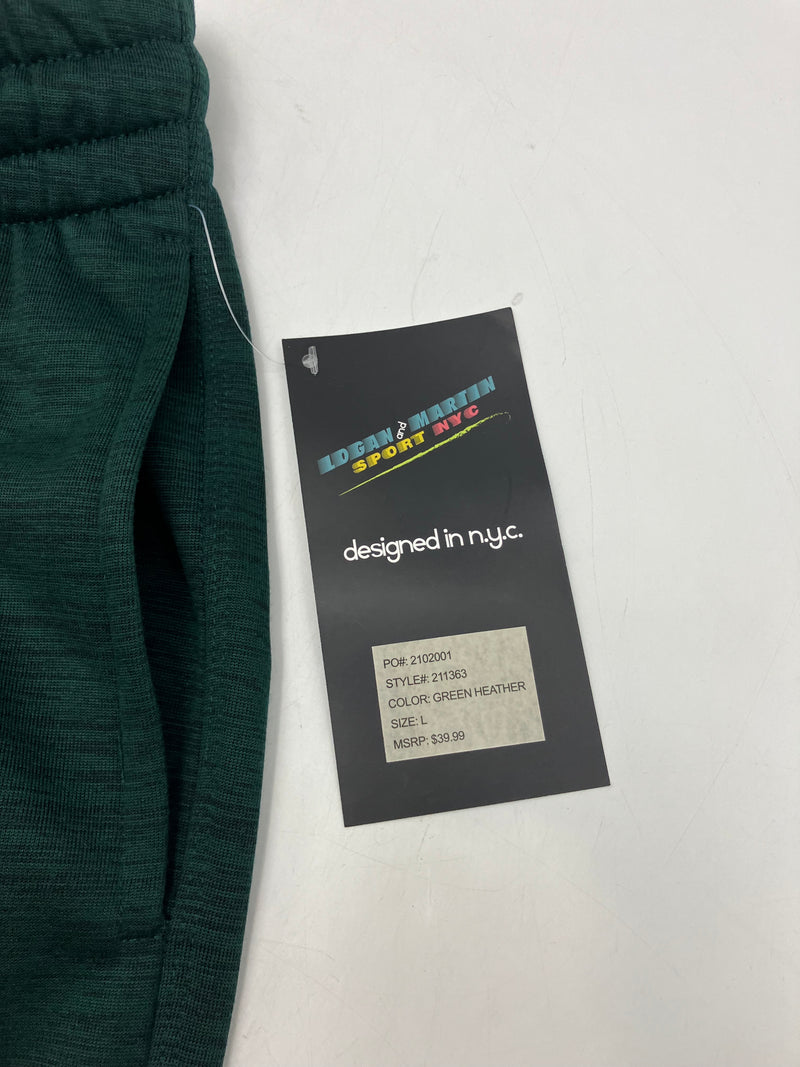 LOGAN and MARTIN
SPORT NYC
designed in n.y.c.
PO#: 2102001
STYLE#: 211363
COLOR: GREEN HEATHER
SIZE: L
MSRP: $39.99